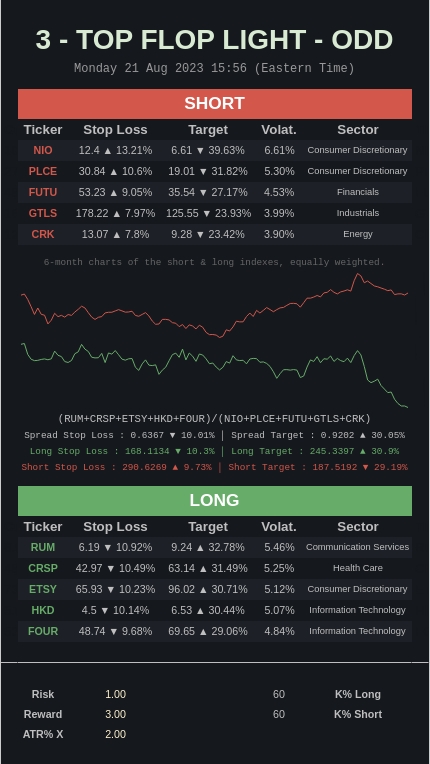 3 - TOP FLOP LIGHT - ODD
Monday 21 Aug 2023 15:56 (Eastern Time)
SHORT
Ticker Stop Loss Target Volat. Sector
NIO 12.4 ▲ 13.21% 6.61 ▼ 39.63% 6.61% Consumer Discretionary
PLCE 30.84 ▲ 10.6% 19.01 ▼ 31.82% 5.30% Consumer Discretionary
FUTU 53.23 ▲ 9.05% 35.54 ▼ 27.17% 4.53% Financials
GTLS 178.22 ▲ 7.97% 125.55 ▼ 23.93% 3.99% Industrials
CRK 13.07 ▲ 7.8% 9.28 ▼ 23.42% 3.90% Energy
6-month charts of the short & long indexes, equally weighted.
(RUM+CRSP+ETSY+HKD+FOUR)/(NIO+PLCE+FUTU+GTLS+CRK)
Spread Stop Loss : 0.6367 ▼ 10.01% | Spread Target : 0.9202 ▲ 30.05%
Long Stop Loss : 168.1134 ▼ 10.3% | Long Target : 245.3397 ▲ 30.9%
Short Stop Loss : 290.6269 ▲ 9.73% | Short Target : 187.5192 ▼ 29.19%
LONG
Ticker Stop Loss Target Volat. Sector
RUM 6.19 ▼ 10.92% 9.24 ▲ 32.78% 5.46% Communication Services
CRSP 42.97 ▼ 10.49% 63.14 ▲ 31.49% 5.25% Health Care
ETSY 65.93 ▼ 10.23% 96.02 ▲ 30.71% 5.12% Consumer Discretionary
HKD 4.5 ▼ 10.14% 6.53 ▲ 30.44% 5.07% Information Technology
FOUR 48.74 ▼ 9.68% 69.65 ▲ 29.06% 4.84% Information Technology
Risk 1.00 60 K% Long
Reward 3.00 60 K% Short
ATR% X 2.00